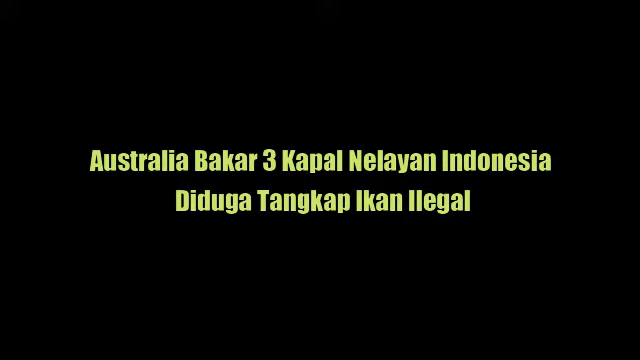 Australia Bakar 3 Kapal Nelayan Indonesia
Diduga Tangkap Ikan Ilegal